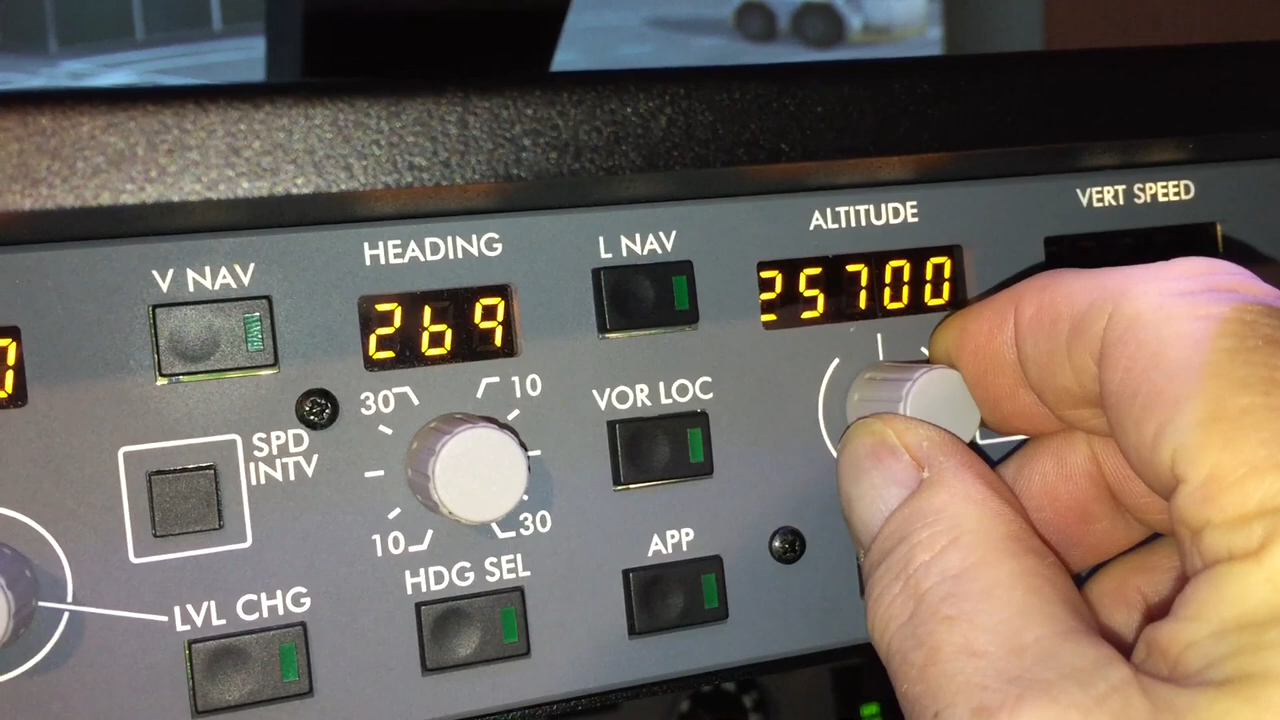 VERT SPEED
ALTITUDE
25700
L NAV
HEADING
269
V NAV
7
30 10
VOR LOC
SPD
INTV
10 30
APP
HDG SEL
LVL CHG